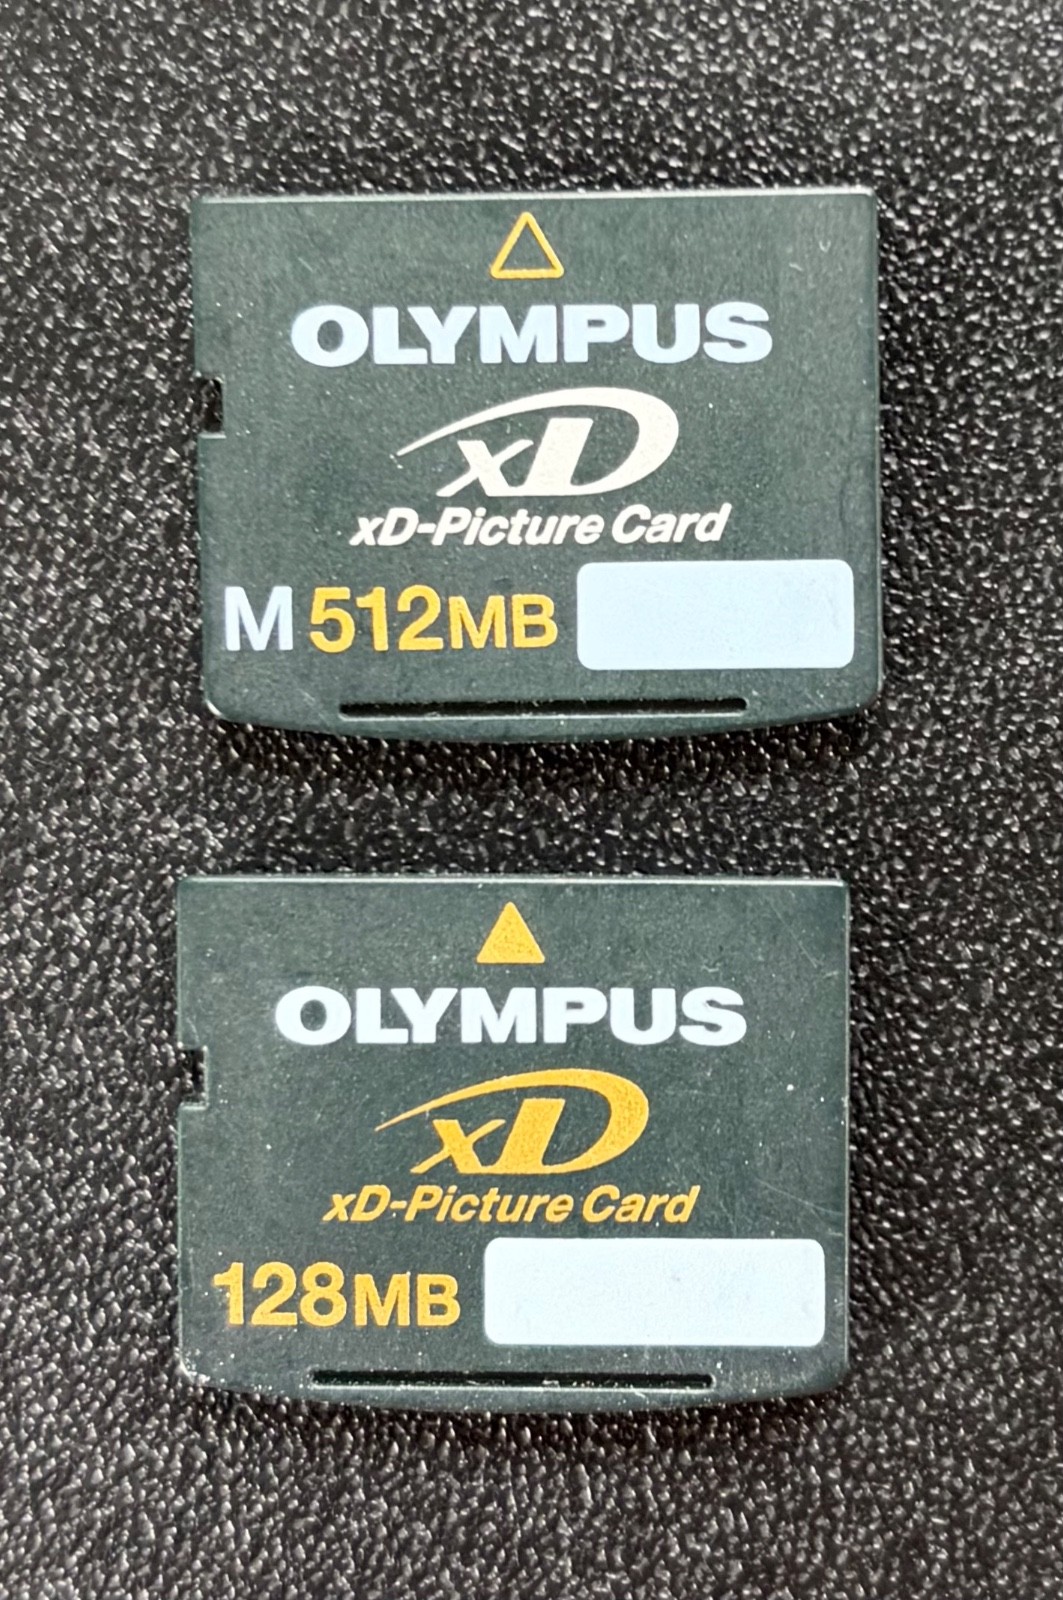 OLYMPUS
xD
xD-Picture Card
M 512MB
OLYMPUS
xD
xD-Picture Card
128MB